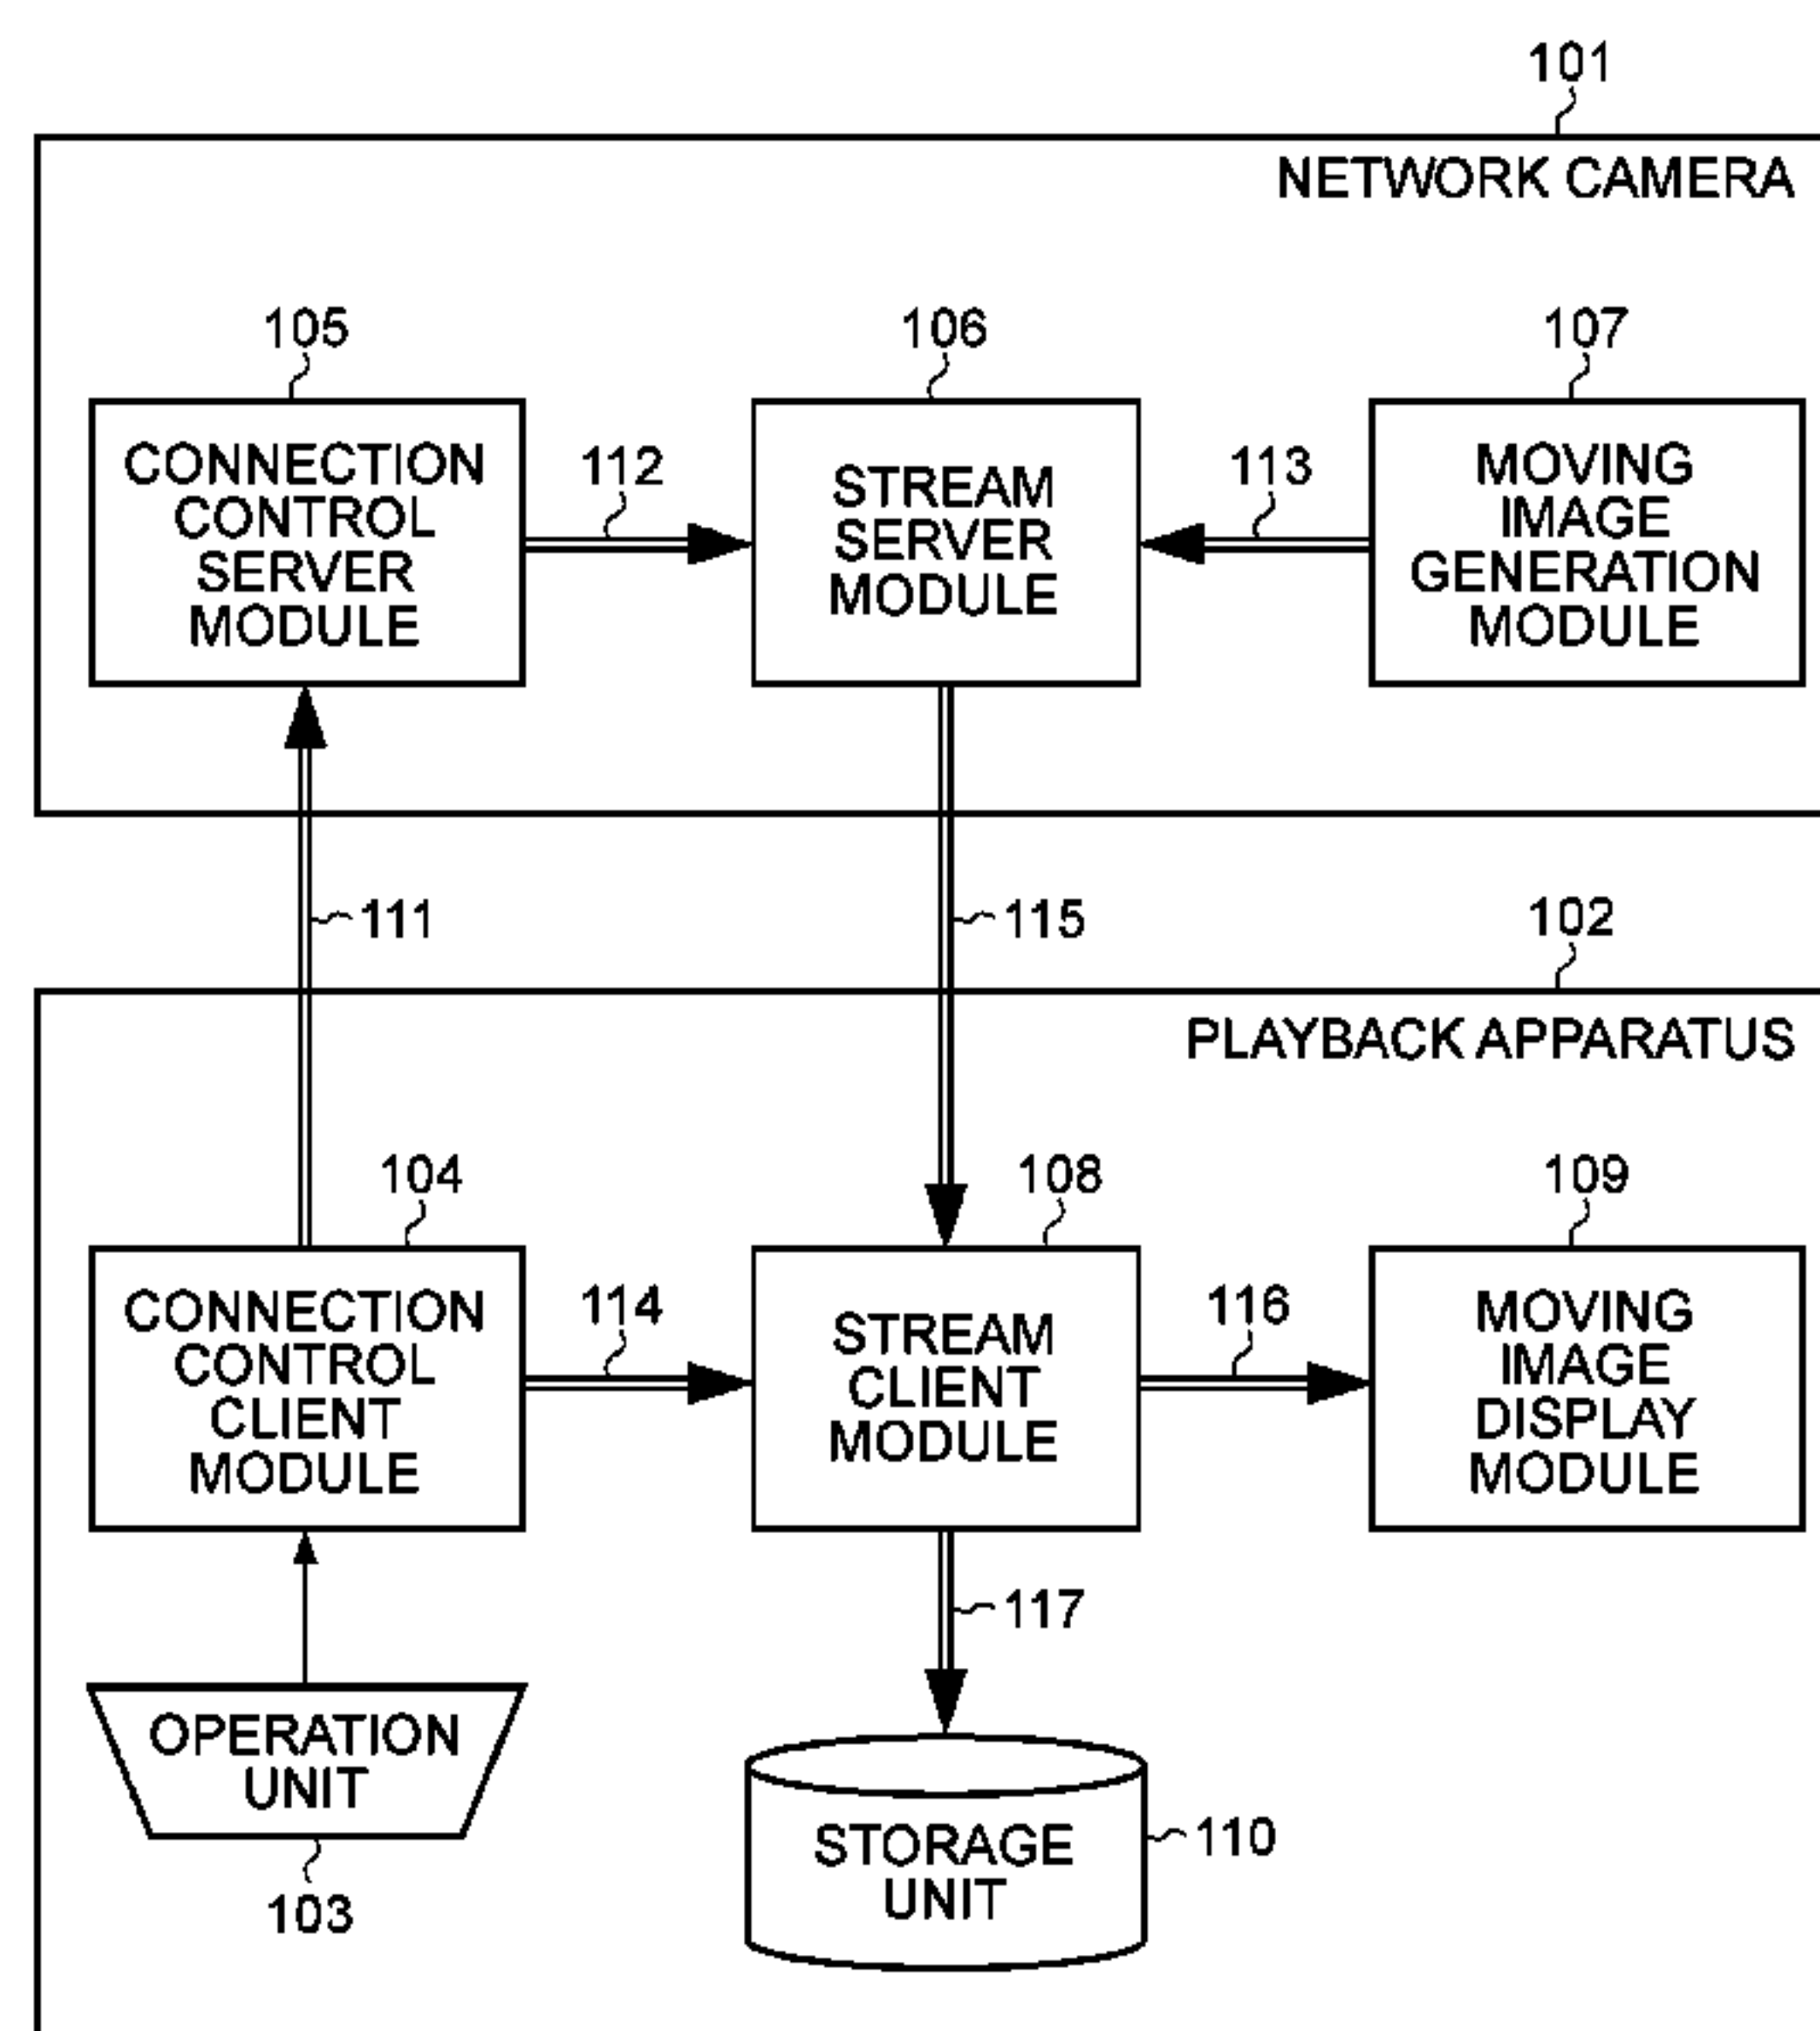 101
NETWORK CAMERA
105
106
107
CONNECTION
CONTROL
SERVER
MODULE
112
STREAM
SERVER
MODULE
113
MOVING
IMAGE
GENERATION
MODULE
111
115
102
PLAYBACK APPARATUS
104
108
109
CONNECTION
CONTROL
CLIENT
MODULE
114
STREAM
CLIENT
MODULE
116
MOVING
IMAGE
DISPLAY
MODULE
117
OPERATION
UNIT
103
STORAGE
UNIT
110